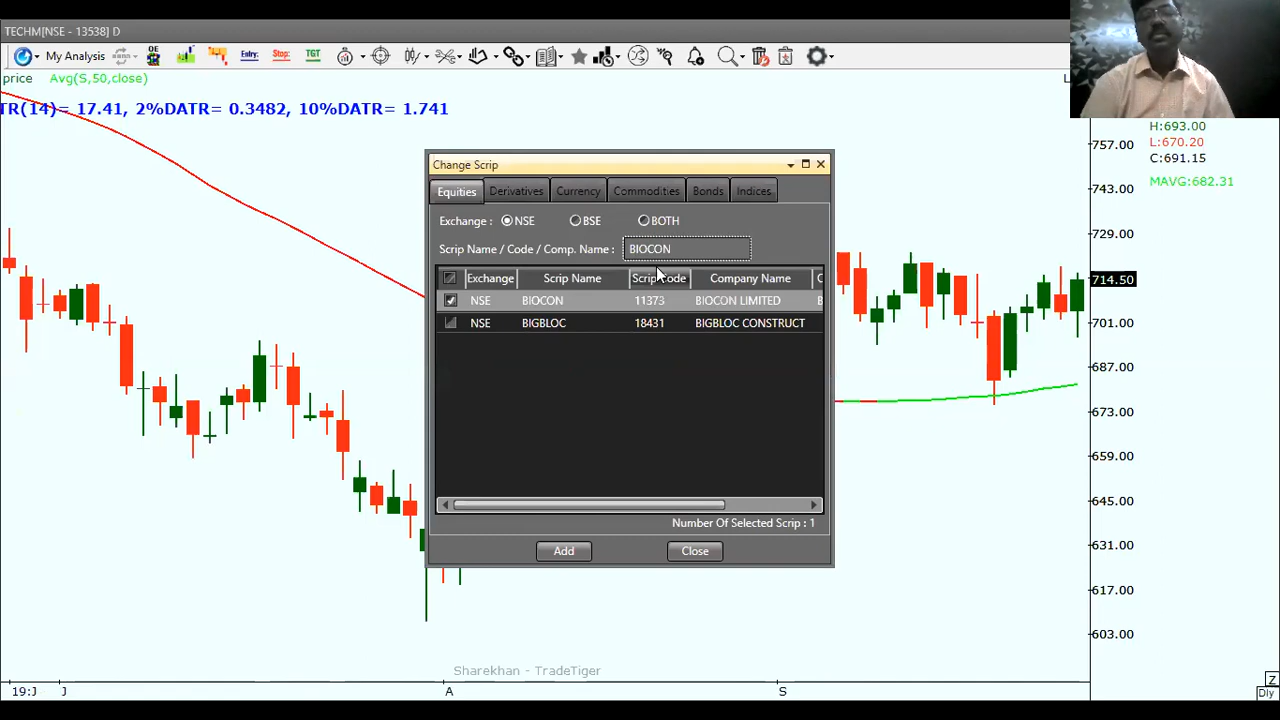 TECHM[NSE - 13538] D
My Analysis
OE
Entry:
Stop:
TGT
price Avg(S,50,close)
TR(14)= 17.41, 2%DATR= 0.3482, 10%DATR= 1.741
H:693.00
L:670.20
C:691.15
MAVG:682.31
Change Scrip
Equities Derivatives Currency Commodities Bonds Indices
Exchange : NSE BSE BOTH
Scrip Name / Code / Comp. Name : BIOCON
Exchange Scrip Name Scrip Code Company Name
NSE BIOCON 11373 BIOCON LIMITED
NSE BIGBLOC 18431 BIGBLOC CONSTRUCT
Number Of Selected Scrip : 1
Add Close
757.00
743.00
729.00
714.50
701.00
687.00
673.00
659.00
645.00
631.00
617.00
603.00
Sharekhan - TradeTiger
19:J J A S
Z
Dly